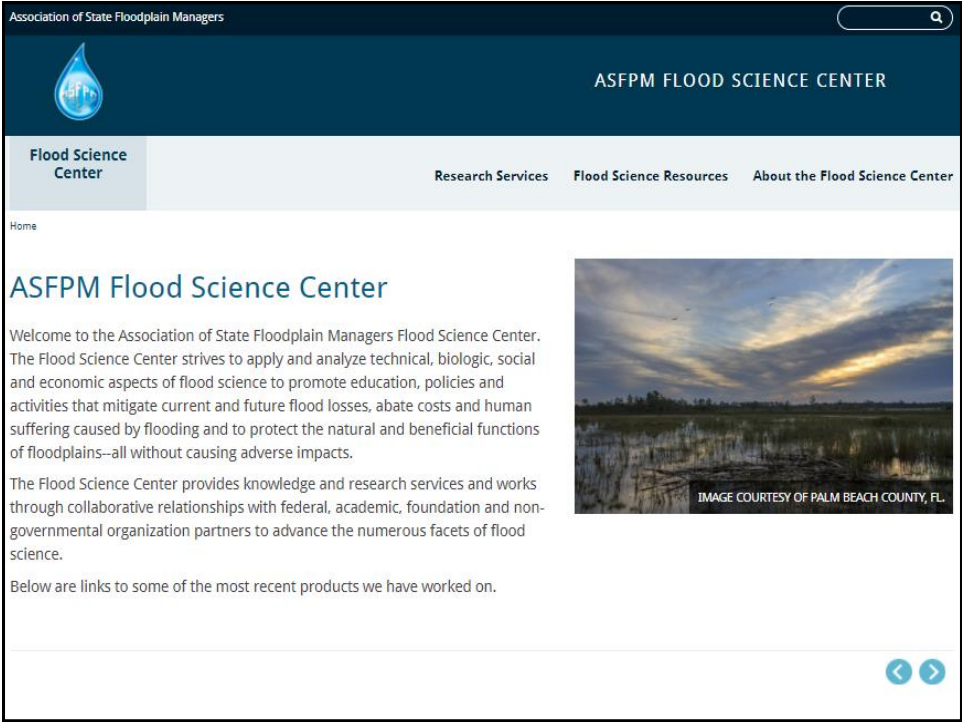 Association of State Floodplain Managers
ASFPM
ASFPM FLOOD SCIENCE CENTER
Flood Science
Center
Research Services
Flood Science Resources
About the Flood Science Center
Home
ASFPM Flood Science Center
Welcome to the Association of State Floodplain Managers Flood Science Center.
The Flood Science Center strives to apply and analyze technical, biologic, social
and economic aspects of flood science to promote education, policies and
activities that mitigate current and future flood losses, abate costs and human
suffering caused by flooding and to protect the natural and beneficial functions
of floodplains--all without causing adverse impacts.
The Flood Science Center provides knowledge and research services and works
through collaborative relationships with federal, academic, foundation and non-
governmental organization partners to advance the numerous facets of flood
science.
Below are links to some of the most recent products we have worked on.
IMAGE COURTESY OF PALM BEACH COUNTY, FL.